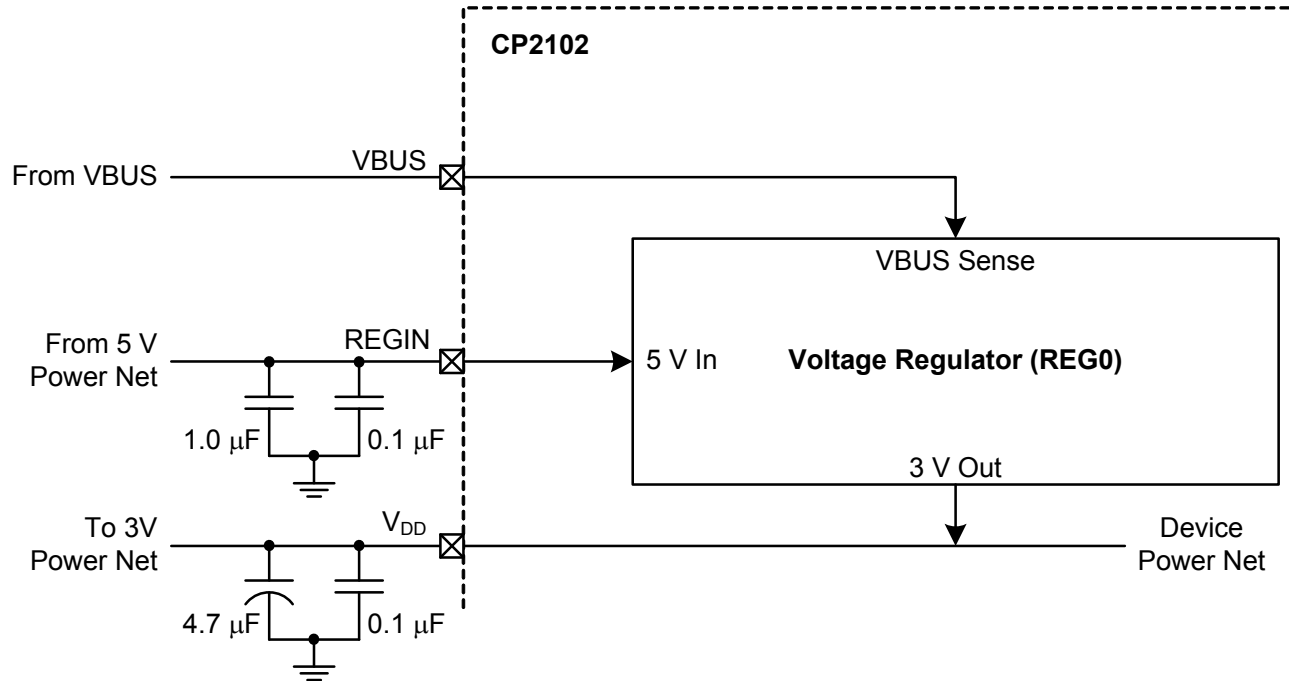 CP2102
From VBUS
VBUS
VBUS Sense
From 5 V
Power Net
REGIN
5 V In
Voltage Regulator (REG0)
1.0 μF
0.1 μF
3 V Out
To 3V
Power Net
VDD
Device
Power Net
4.7 μF
0.1 μF